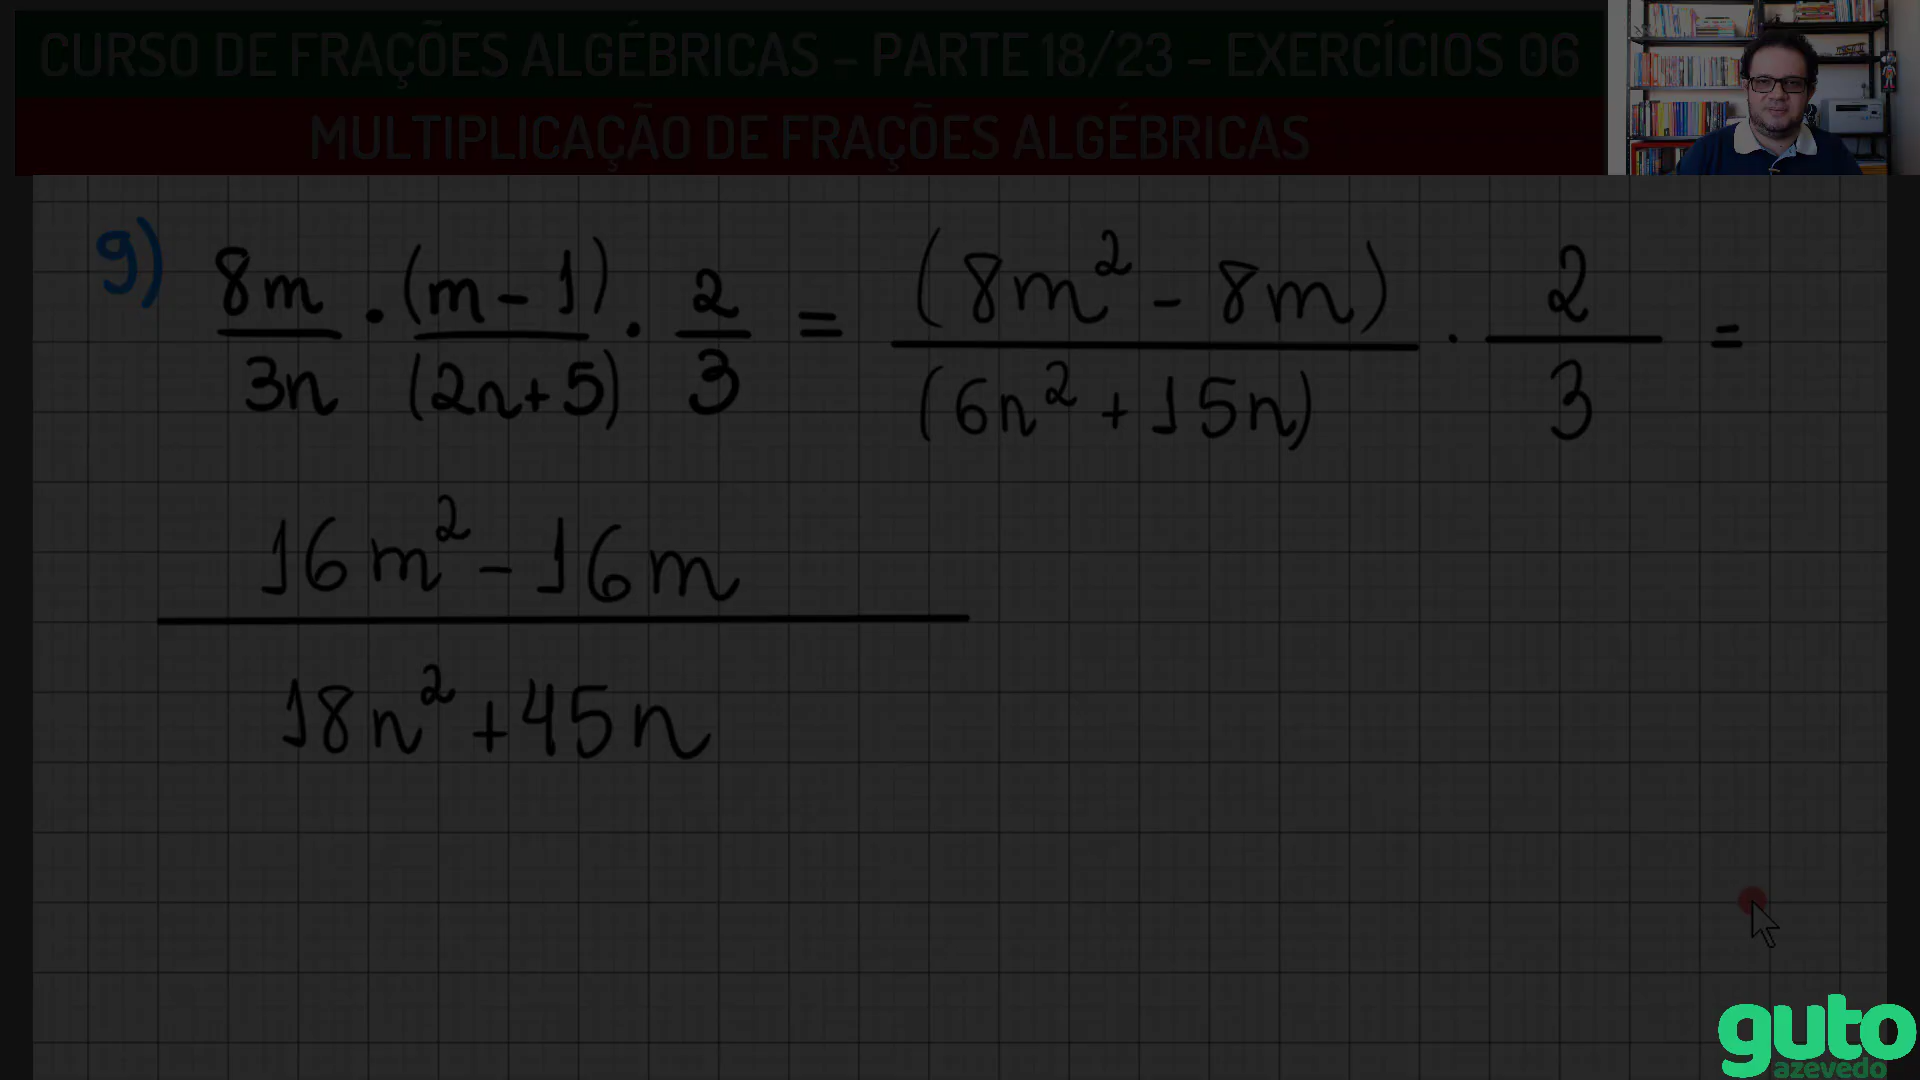 CURSO DE FRAÇÕES ALGÉBRICAS – PARTE 18/23 – EXERCÍCIOS 06
MULTIPLICAÇÃO DE FRAÇÕES ALGÉBRICAS
g) 8m/3n · (m - 1)/(2n + 5) · 2/3 = (8m² - 8m)/(6n² + 15n) · 2/3 =
16m² - 16m
18n² + 45n
guto
azevedo